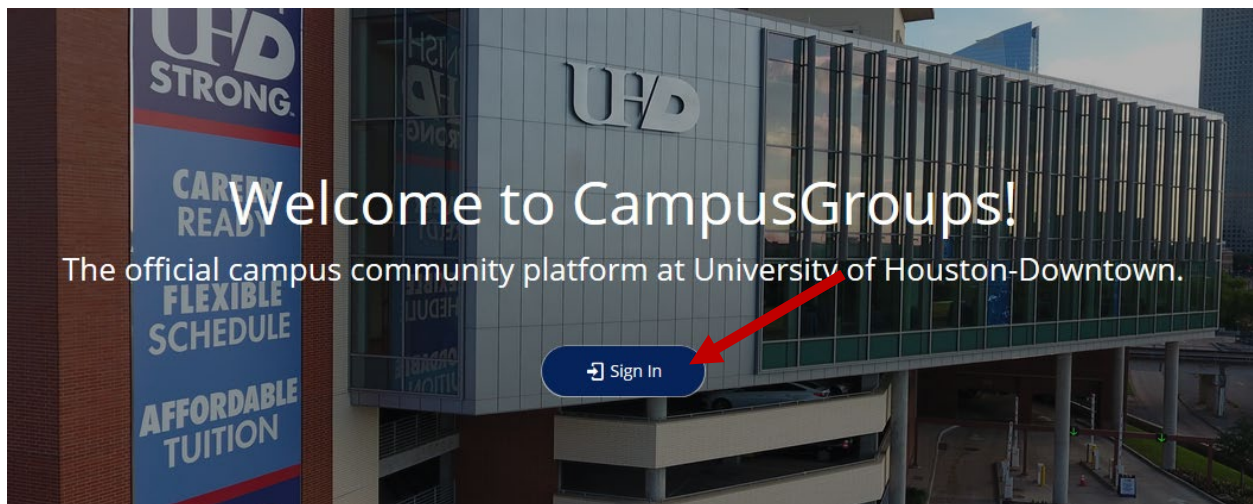 UHD
STRONG
CAREER
READY
FLEXIBLE
SCHEDULE
AFFORDABLE
TUITION
UHD
Welcome to CampusGroups!
The official campus community platform at University of Houston-Downtown.
Sign In